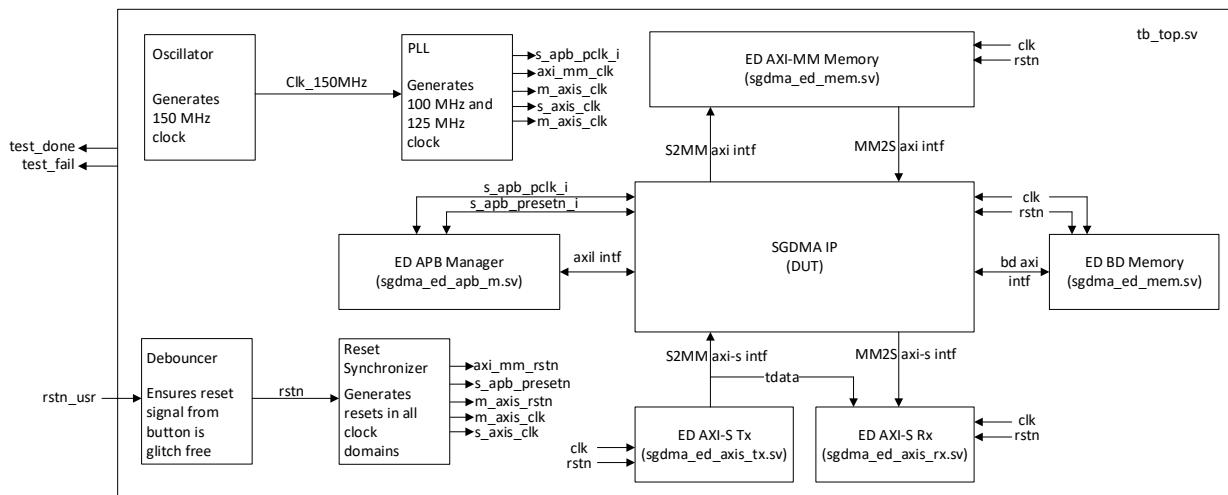 tb_top.sv
Oscillator
Generates
150 MHz
clock
Clk_150MHz
PLL
Generates
100 MHz and
125 MHz
clock
s_apb_pclk_i
axi_mm_clk
m_axis_clk
s_axis_clk
m_axis_clk
ED AXI-MM Memory
(sgdma_ed_mem.sv)
clk
rstn
test_done
test_fail
S2MM axi intf
MM2S axi intf
s_apb_pclk_i
s_apb_presetn_i
ED APB Manager
(sgdma_ed_apb_m.sv)
axil intf
SGDMA IP
(DUT)
clk
rstn
bd axi
intf
ED BD Memory
(sgdma_ed_mem.sv)
rstn_usr
Debouncer
Ensures reset
signal from
button is
glitch free
rstn
Reset
Synchronizer
Generates
resets in all
clock
domains
axi_mm_rstn
s_apb_presetn
m_axis_rstn
m_axis_clk
s_axis_clk
S2MM axi-s intf
MM2S axi-s intf
tdata
clk
rstn
ED AXI-S Tx
(sgdma_ed_axis_tx.sv)
ED AXI-S Rx
(sgdma_ed_axis_rx.sv)
clk
rstn